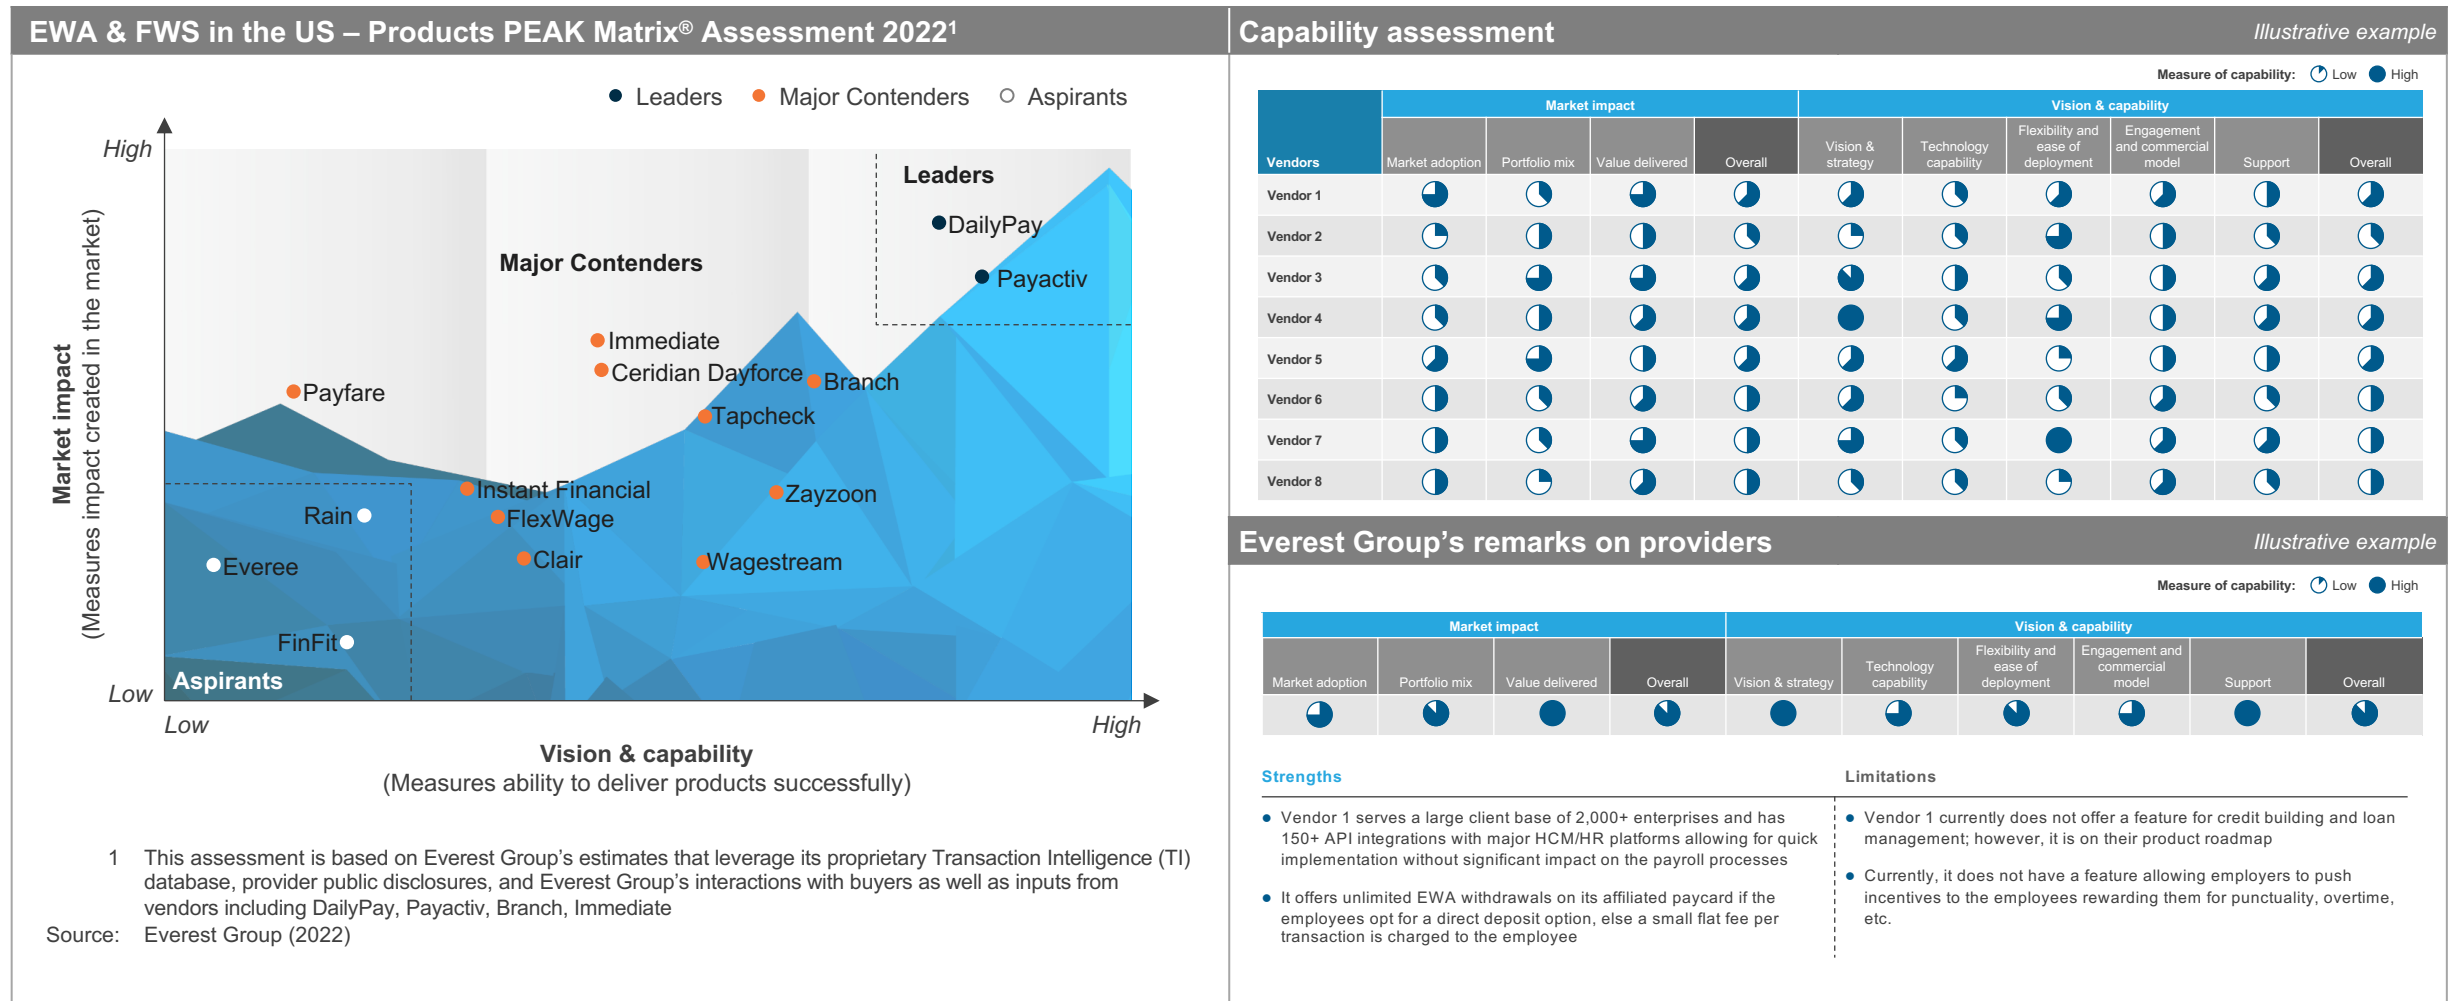 EWA & FWS in the US – Products PEAK Matrix® Assessment 2022¹
Leaders
Major Contenders
Aspirants
High
Leaders
DailyPay
Payactiv
Major Contenders
Immediate
Ceridian Dayforce
Branch
Payfare
Tapcheck
Instant Financial
Zayzoon
Rain
FlexWage
Clair
Wagestream
Everee
FinFit
Aspirants
Low
Low
High
Market impact
(Measures impact created in the market)
Vision & capability
(Measures ability to deliver products successfully)
1 This assessment is based on Everest Group’s estimates that leverage its proprietary Transaction Intelligence (TI)
database, provider public disclosures, and Everest Group’s interactions with buyers as well as inputs from
vendors including DailyPay, Payactiv, Branch, Immediate
Source: Everest Group (2022)
Capability assessment
Illustrative example
Measure of capability: Low High
Market impact
Vision & capability
Vendors
Market adoption
Portfolio mix
Value delivered
Overall
Vision &
strategy
Technology
capability
Flexibility and
ease of
deployment
Engagement
and commercial
model
Support
Overall
Vendor 1
Vendor 2
Vendor 3
Vendor 4
Vendor 5
Vendor 6
Vendor 7
Vendor 8
Everest Group’s remarks on providers
Illustrative example
Measure of capability: Low High
Market impact
Vision & capability
Market adoption
Portfolio mix
Value delivered
Overall
Vision & strategy
Technology
capability
Flexibility and
ease of
deployment
Engagement and
commercial
model
Support
Overall
Strengths
Vendor 1 serves a large client base of 2,000+ enterprises and has
150+ API integrations with major HCM/HR platforms allowing for quick
implementation without significant impact on the payroll processes
It offers unlimited EWA withdrawals on its affiliated paycard if the
employees opt for a direct deposit option, else a small flat fee per
transaction is charged to the employee
Limitations
Vendor 1 currently does not offer a feature for credit building and loan
management; however, it is on their product roadmap
Currently, it does not have a feature allowing employers to push
incentives to the employees rewarding them for punctuality, overtime,
etc.